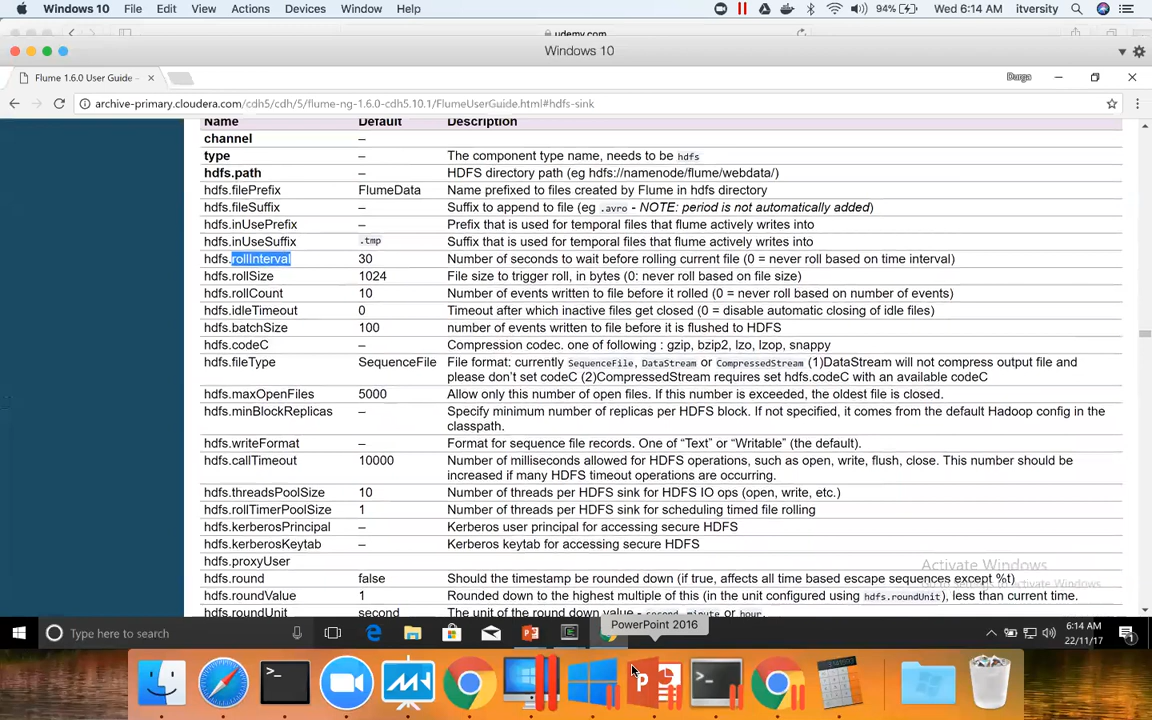 Windows 10 File Edit View Actions Devices Window Help 94% Wed 6:14 AM itversity
udemy.com
Windows 10
Flume 1.6.0 User Guide – Durga
archive-primary.cloudera.com/cdh5/cdh/5/flume-ng-1.6.0-cdh5.10.1/FlumeUserGuide.html#hdfs-sink
Name Default Description
channel –
type – The component type name, needs to be hdfs
hdfs.path – HDFS directory path (eg hdfs://namenode/flume/webdata/)
hdfs.filePrefix FlumeData Name prefixed to files created by Flume in hdfs directory
hdfs.fileSuffix – Suffix to append to file (eg .avro - NOTE: period is not automatically added)
hdfs.inUsePrefix – Prefix that is used for temporal files that flume actively writes into
hdfs.inUseSuffix .tmp Suffix that is used for temporal files that flume actively writes into
hdfs.rollInterval 30 Number of seconds to wait before rolling current file (0 = never roll based on time interval)
hdfs.rollSize 1024 File size to trigger roll, in bytes (0: never roll based on file size)
hdfs.rollCount 10 Number of events written to file before it rolled (0 = never roll based on number of events)
hdfs.idleTimeout 0 Timeout after which inactive files get closed (0 = disable automatic closing of idle files)
hdfs.batchSize 100 number of events written to file before it is flushed to HDFS
hdfs.codeC – Compression codec. one of following : gzip, bzip2, lzo, lzop, snappy
hdfs.fileType SequenceFile File format: currently SequenceFile, DataStream or CompressedStream (1)DataStream will not compress output file and
please don't set codeC (2)CompressedStream requires set hdfs.codeC with an available codeC
hdfs.maxOpenFiles 5000 Allow only this number of open files. If this number is exceeded, the oldest file is closed.
hdfs.minBlockReplicas – Specify minimum number of replicas per HDFS block. If not specified, it comes from the default Hadoop config in the
classpath.
hdfs.writeFormat – Format for sequence file records. One of “Text” or “Writable” (the default).
hdfs.callTimeout 10000 Number of milliseconds allowed for HDFS operations, such as open, write, flush, close. This number should be
increased if many HDFS timeout operations are occurring.
hdfs.threadsPoolSize 10 Number of threads per HDFS sink for HDFS IO ops (open, write, etc.)
hdfs.rollTimerPoolSize 1 Number of threads per HDFS sink for scheduling timed file rolling
hdfs.kerberosPrincipal – Kerberos user principal for accessing secure HDFS
hdfs.kerberosKeytab – Kerberos keytab for accessing secure HDFS
hdfs.proxyUser
Activate Windows
hdfs.round false Should the timestamp be rounded down (if true, affects all time based escape sequences except %t)
hdfs.roundValue 1 Rounded down to the highest multiple of this (in the unit configured using hdfs.roundUnit), less than current time.
hdfs.roundUnit second The unit of the round down value - second, minute or hour.
Type here to search PowerPoint 2016 6:14 AM
22/11/17